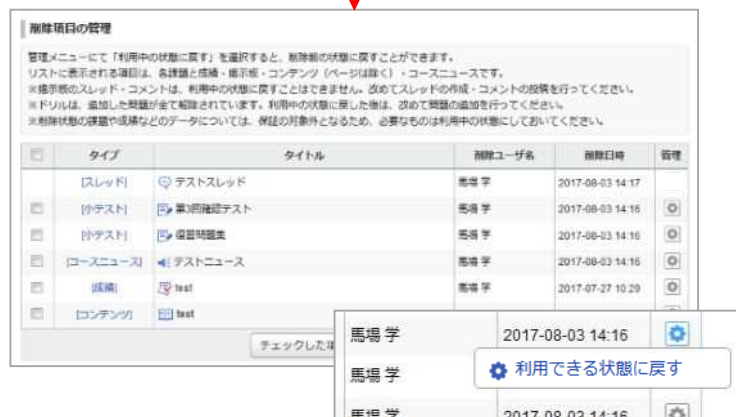 削除項目の管理
管理メニューにて「利用中の状態に戻す」を選択すると、削除前の状態に戻すことができます。
リストに表示される項目は、各課題と成績・掲示板・コンテンツ（ページは除く）・コースニュースです。
※掲示板のスレッド・コメントは、利用中の状態に戻すことはできません。改めてスレッドの作成・コメントの投稿を行ってください。
※ドリルは、追加した問題が全て解除されています。利用中の状態に戻した後は、改めて問題の追加を行ってください。
※削除状態の課題や成績などのデータについては、保証の対象外となるため、必要なものは利用中の状態にしておいてください。
タイプ タイトル 削除ユーザ名 削除日時 管理
[スレッド] テストスレッド 馬場 学 2017-08-03 14:17
[小テスト] 第3回確認テスト 馬場 学 2017-08-03 14:16
[小テスト] 復習問題集 馬場 学 2017-08-03 14:16
[コースニュース] テストニュース 馬場 学 2017-08-03 14:16
[成績] test 馬場 学 2017-07-27 10:29
[コンテンツ] test
チェックした項
馬場 学 2017-08-03 14:16
馬場 学 利用できる状態に戻す
馬場 学 2017-08-03 14:16